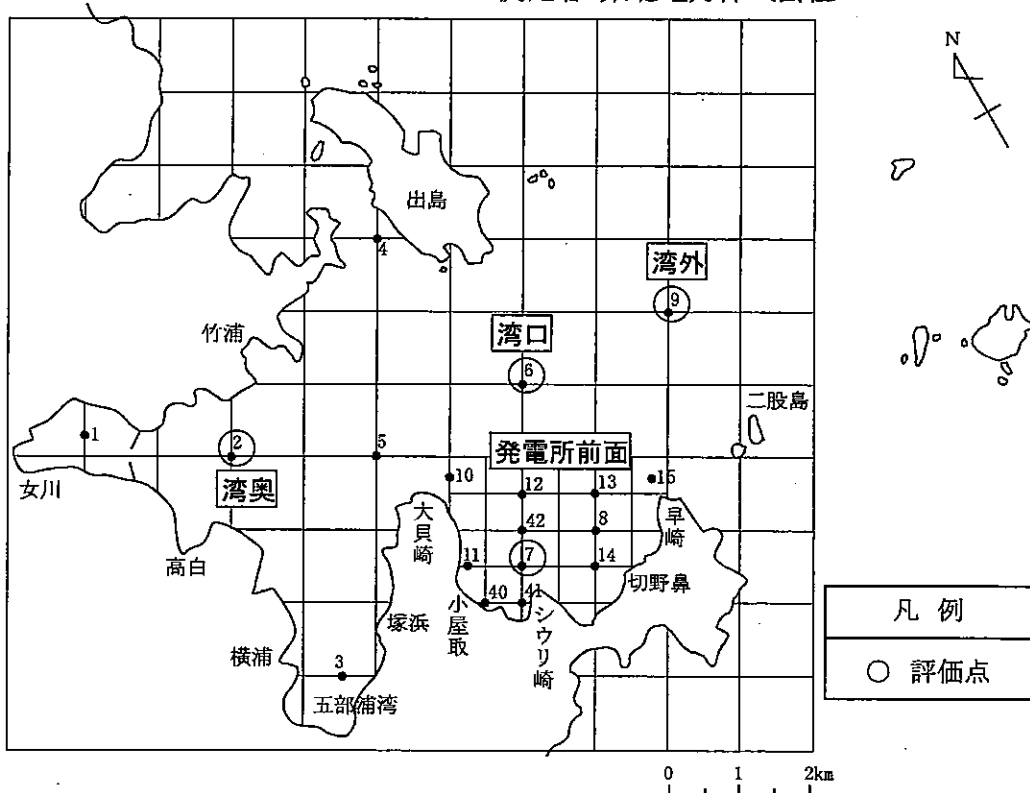 N
出島
4
湾外
9
湾口
6
竹浦
二股島
1
2
5
発電所前面
10
12
13
15
女川
湾奥
大貝崎
42
8
早崎
高白
11
7
14
切野鼻
小屋取
40
41
シウリ崎
塚浜
横浦
3
五部浦湾
凡例
○ 評価点
0 1 2km